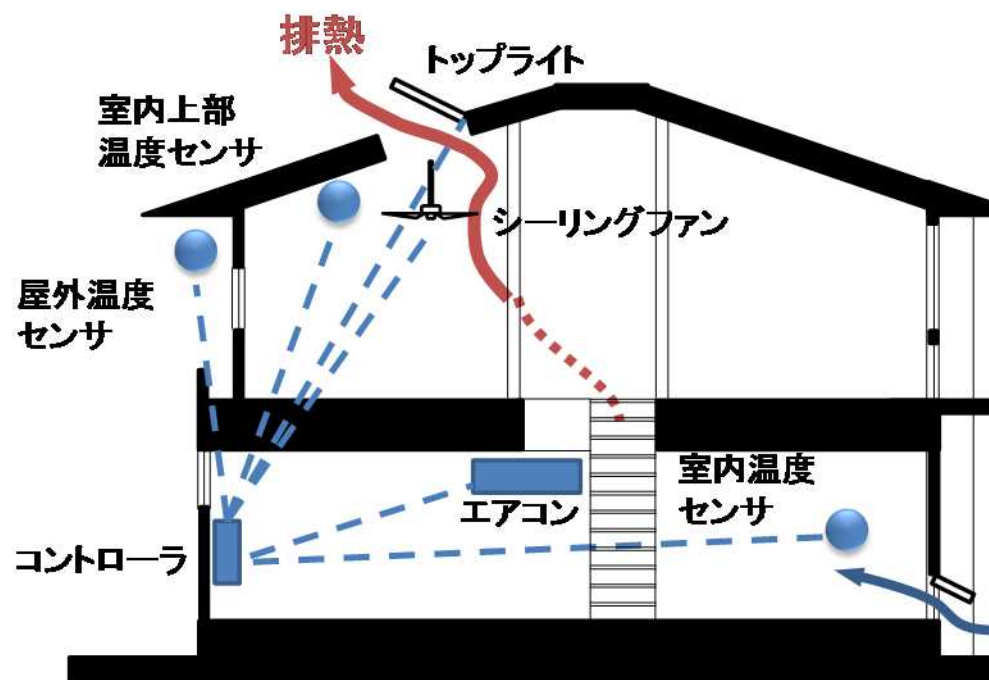 排熱
トップライト
室内上部
温度センサ
シーリングファン
屋外温度
センサ
室内温度
センサ
エアコン
コントローラ